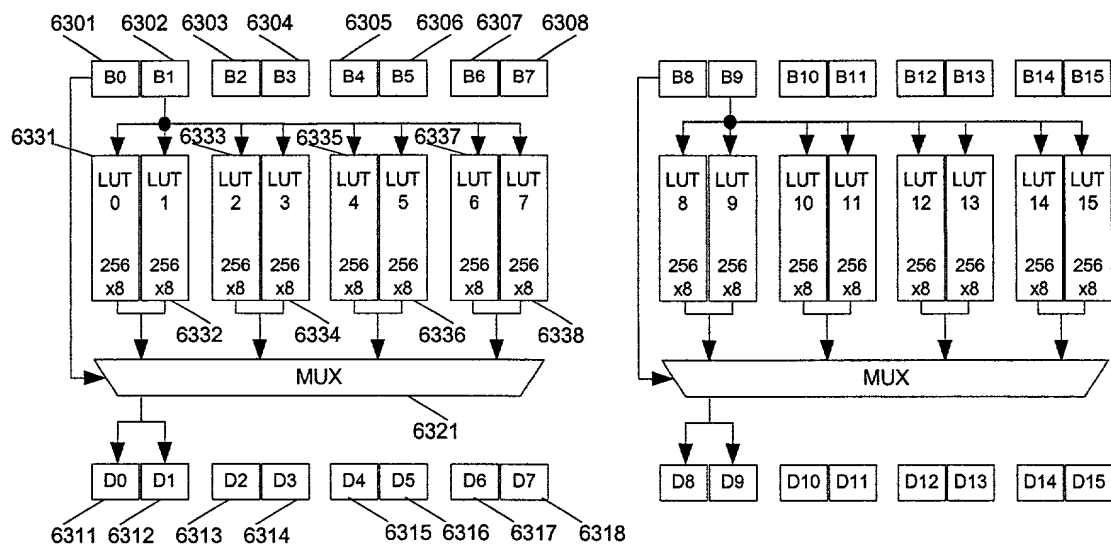 6301 6302 6303 6304 6305 6306 6307 6308
B0 B1 B2 B3 B4 B5 B6 B7 B8 B9 B10 B11 B12 B13 B14 B15
6331 6333 6335 6337
LUT LUT LUT LUT LUT LUT LUT LUT LUT LUT LUT LUT LUT LUT LUT LUT
0 1 2 3 4 5 6 7 8 9 10 11 12 13 14 15
256 256 256 256 256 256 256 256 256 256 256 256 256 256 256 256
x8 x8 x8 x8 x8 x8 x8 x8 x8 x8 x8 x8 x8 x8 x8 x8
6332 6334 6336 6338
MUX MUX
6321
D0 D1 D2 D3 D4 D5 D6 D7 D8 D9 D10 D11 D12 D13 D14 D15
6311 6312 6313 6314 6315 6316 6317 6318